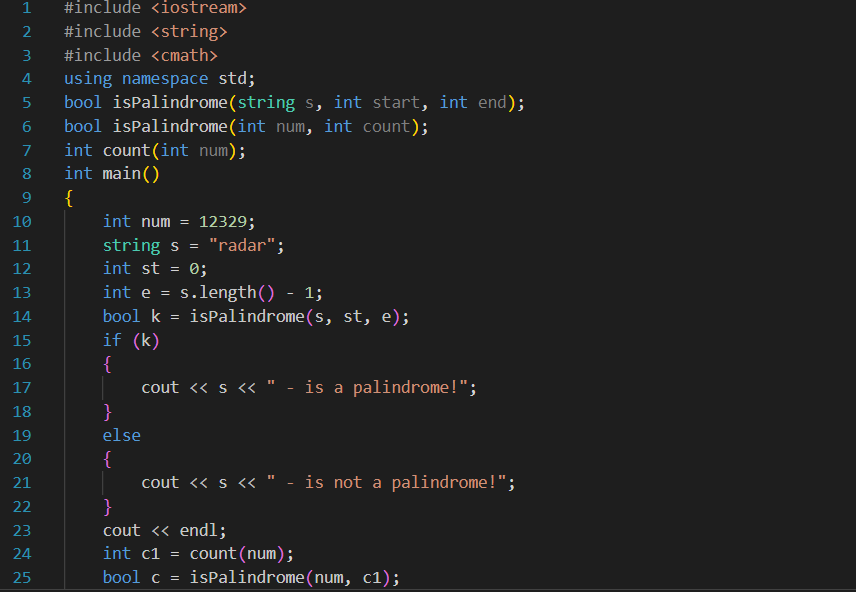 1 #include <iostream>
2 #include <string>
3 #include <cmath>
4 using namespace std;
5 bool isPalindrome(string s, int start, int end);
6 bool isPalindrome(int num, int count);
7 int count(int num);
8 int main()
9 {
10     int num = 12329;
11     string s = "radar";
12     int st = 0;
13     int e = s.length() - 1;
14     bool k = isPalindrome(s, st, e);
15     if (k)
16     {
17         cout << s << " - is a palindrome!";
18     }
19     else
20     {
21         cout << s << " - is not a palindrome!";
22     }
23     cout << endl;
24     int c1 = count(num);
25     bool c = isPalindrome(num, c1);